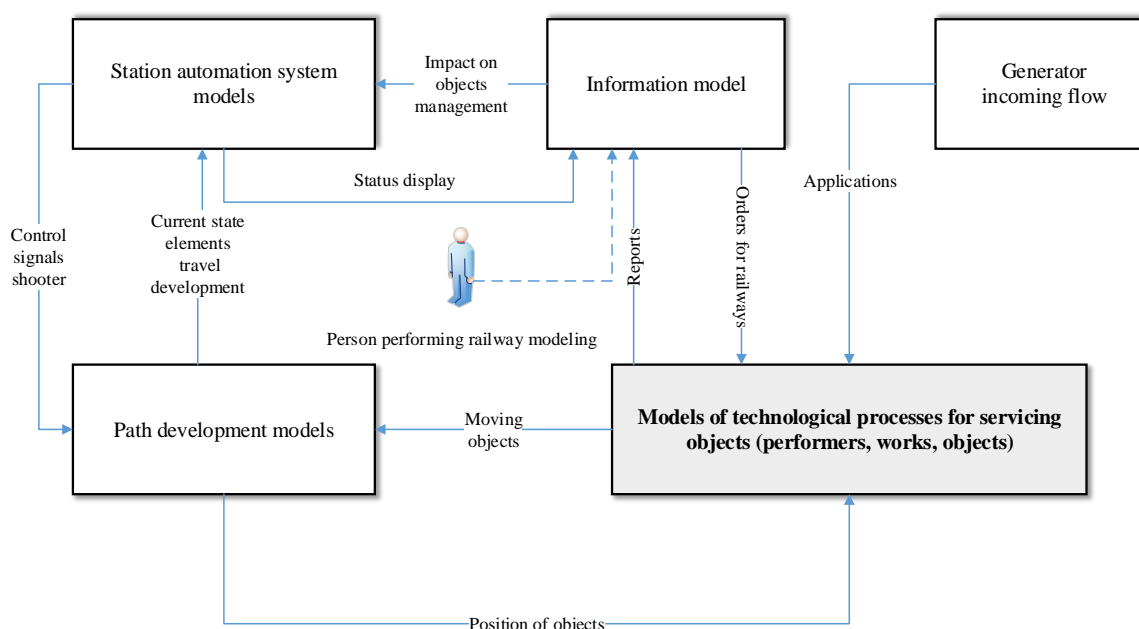 Station automation system
models
Impact on
objects
management
Information model
Generator
incoming flow
Status display
Applications
Orders for railways
Reports
Control
signals
shooter
Current state
elements
travel
development
Person performing railway modeling
Path development models
Moving
objects
Models of technological processes for servicing
objects (performers, works, objects)
Position of objects